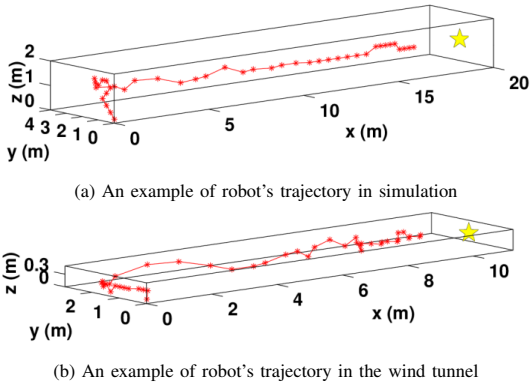 2
1
0
z (m)
4 3 2 1 0
y (m)
0
5
10
15
20
x (m)
(a) An example of robot's trajectory in simulation
0.3
0
z (m)
2
1
0
y (m)
0
2
4
6
8
10
x (m)
(b) An example of robot's trajectory in the wind tunnel